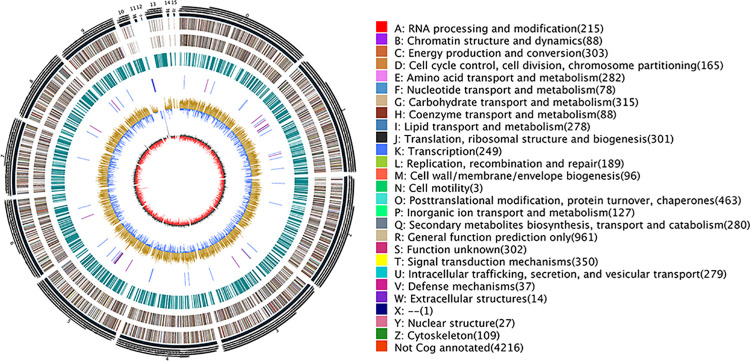 10
11
12
13
14
15
A: RNA processing and modification(215)
B: Chromatin structure and dynamics(88)
C: Energy production and conversion(303)
D: Cell cycle control, cell division, chromosome partitioning(165)
E: Amino acid transport and metabolism(282)
F: Nucleotide transport and metabolism(78)
G: Carbohydrate transport and metabolism(315)
H: Coenzyme transport and metabolism(88)
I: Lipid transport and metabolism(278)
J: Translation, ribosomal structure and biogenesis(301)
K: Transcription(249)
L: Replication, recombination and repair(189)
M: Cell wall/membrane/envelope biogenesis(96)
N: Cell motility(3)
O: Posttranslational modification, protein turnover, chaperones(463)
P: Inorganic ion transport and metabolism(127)
Q: Secondary metabolites biosynthesis, transport and catabolism(280)
R: General function prediction only(961)
S: Function unknown(302)
T: Signal transduction mechanisms(350)
U: Intracellular trafficking, secretion, and vesicular transport(279)
V: Defense mechanisms(37)
W: Extracellular structures(14)
X: --(1)
Y: Nuclear structure(27)
Z: Cytoskeleton(109)
Not Cog annotated(4216)